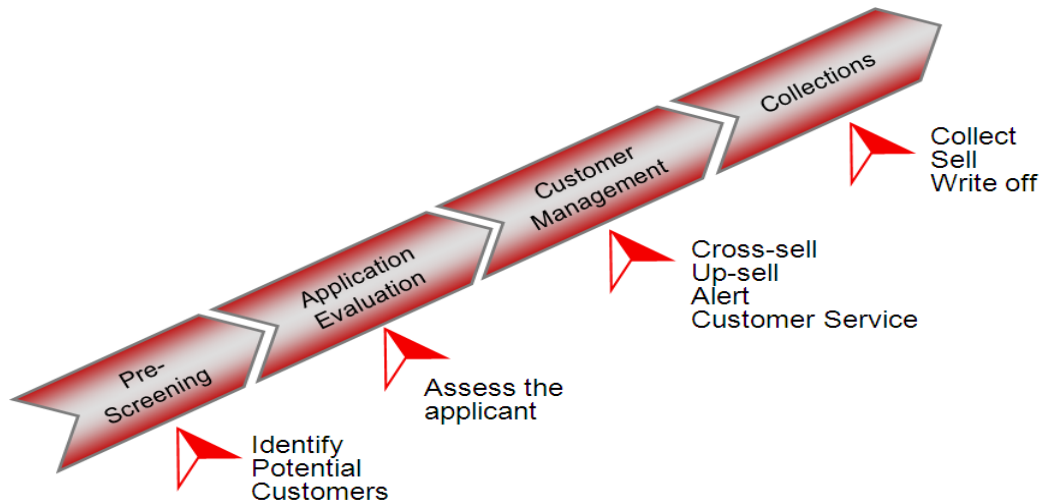 Pre-
Screening
Identify
Potential
Customers
Application
Evaluation
Assess the
applicant
Customer
Management
Cross-sell
Up-sell
Alert
Customer Service
Collections
Collect
Sell
Write off